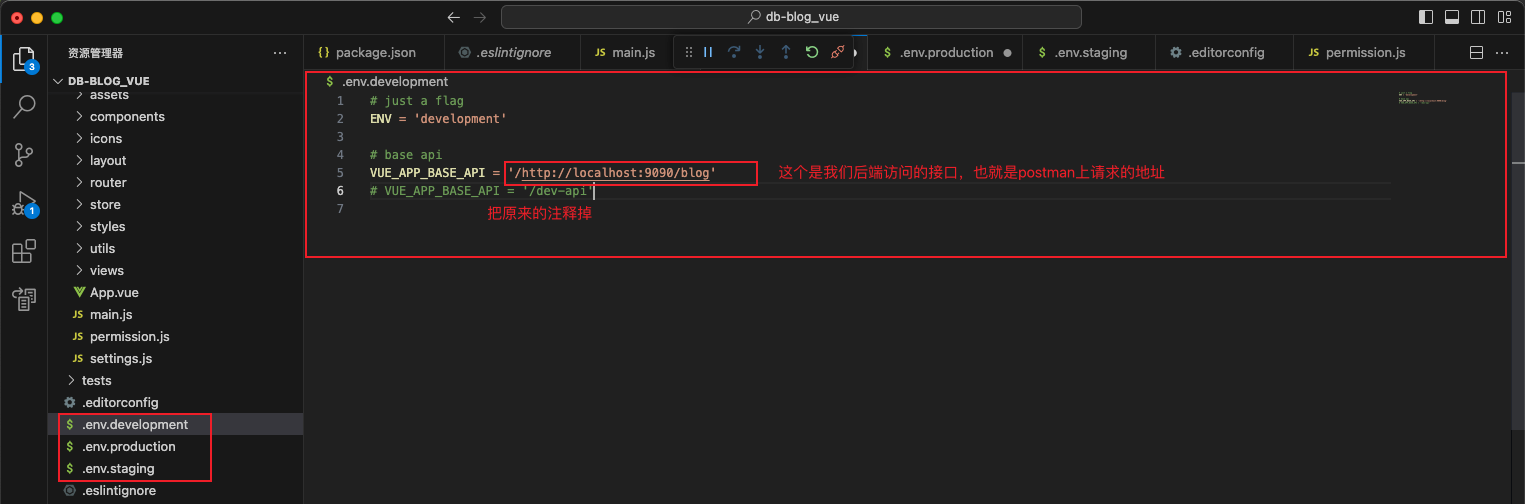 db-blog_vue
资源管理器
package.json
.eslintignore
main.js
.env.production
.env.staging
.editorconfig
permission.js
3
1
DB-BLOG_VUE
assets
components
icons
layout
router
store
styles
utils
views
App.vue
main.js
permission.js
settings.js
tests
.editorconfig
.env.development
.env.production
.env.staging
.eslintignore
$ .env.development
1 # just a flag
2 ENV = 'development'
3
4 # base api
5 VUE_APP_BASE_API = '/http://localhost:9090/blog' 这个是我们后端访问的接口，也就是postman上请求的地址
6 # VUE_APP_BASE_API = '/dev-api'
7
把原来的注释掉